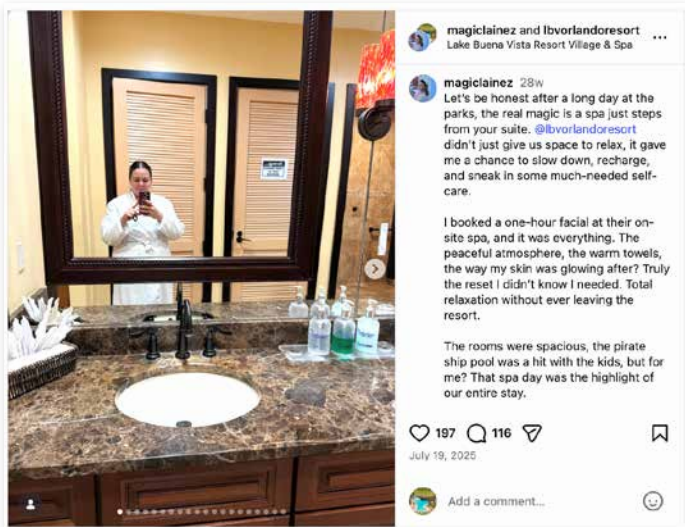 magiclainez and lbvorlandoresort
Lake Buena Vista Resort Village & Spa
magiclainez 28w
Let's be honest after a long day at the
parks, the real magic is a spa just steps
from your suite. @lbvorlandoresort
didn't just give us space to relax, it gave
me a chance to slow down, recharge,
and sneak in some much-needed self-
care.
I booked a one-hour facial at their on-
site spa, and it was everything. The
peaceful atmosphere, the warm towels,
the way my skin was glowing after? Truly
the reset I didn't know I needed. Total
relaxation without ever leaving the
resort.
The rooms were spacious, the pirate
ship pool was a hit with the kids, but for
me? That spa day was the highlight of
our entire stay.
197 116
July 19, 2025
Add a comment...